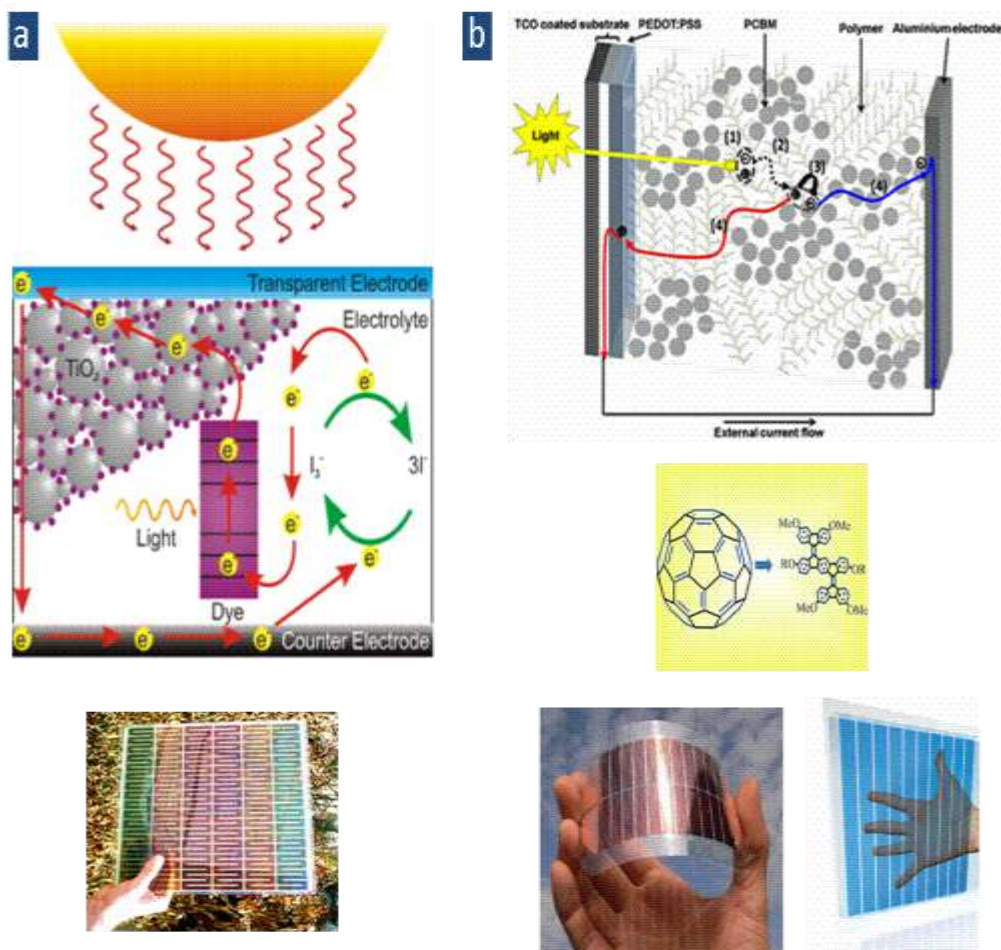 a
Transparent Electrode
Electrolyte
TiO₂
e⁻
e⁻
e⁻
e⁻
e⁻
e⁻
I₃⁻
3I⁻
Light
e⁻
e⁻
e⁻
Dye
e⁻
e⁻
e⁻
Counter Electrode
b
TCO coated substrate
PEDOT:PSS
PCBM
Polymer
Aluminium electrode
Light
(1)
(2)
(3)
(4)
(4)
External current flow
MeO
OMe
RO
OR
MeO
OMe